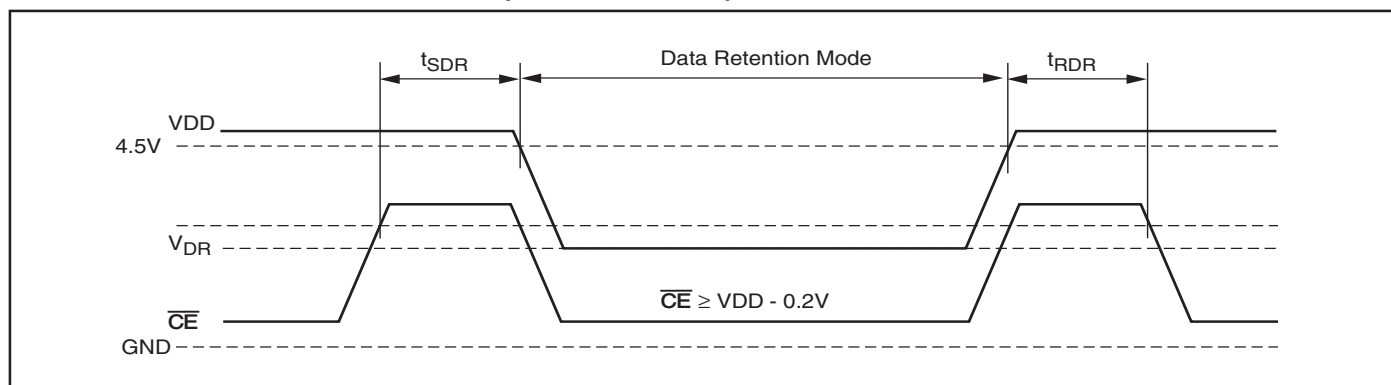 tSDR
Data Retention Mode
tRDR
VDD
4.5V
VDR
CE ≥ VDD - 0.2V
CE
GND